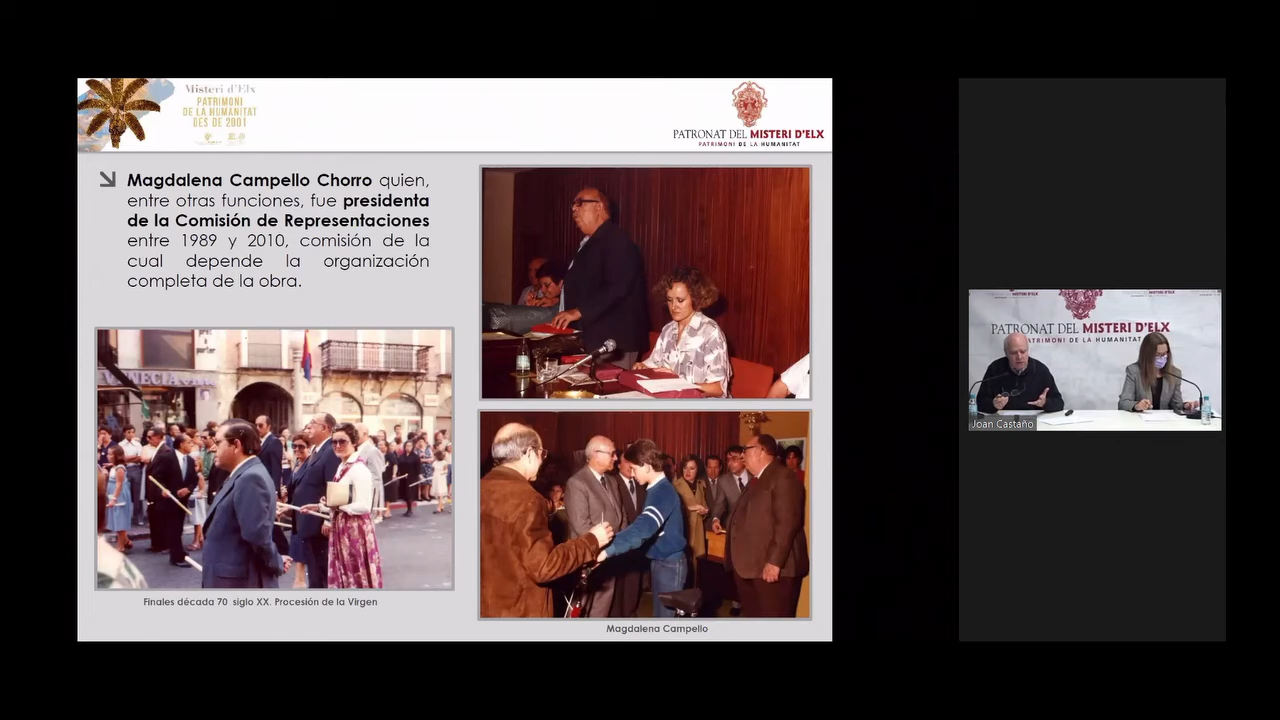 Misteri d'Elx
PATRIMONI
DE LA HUMANITAT
DES DE 2001
PATRONAT DEL MISTERI D'ELX
PATRIMONI DE LA HUMANITAT
Magdalena Campello Chorro quien,
entre otras funciones, fue presidenta
de la Comisión de Representaciones
entre 1989 y 2010, comisión de la
cual depende la organización
completa de la obra.
Finales década 70 siglo XX. Procesión de la Virgen
Magdalena Campello
PATRONAT DEL MISTERI D'ELX
PATRIMONI DE LA HUMANITAT
Joan Castaño